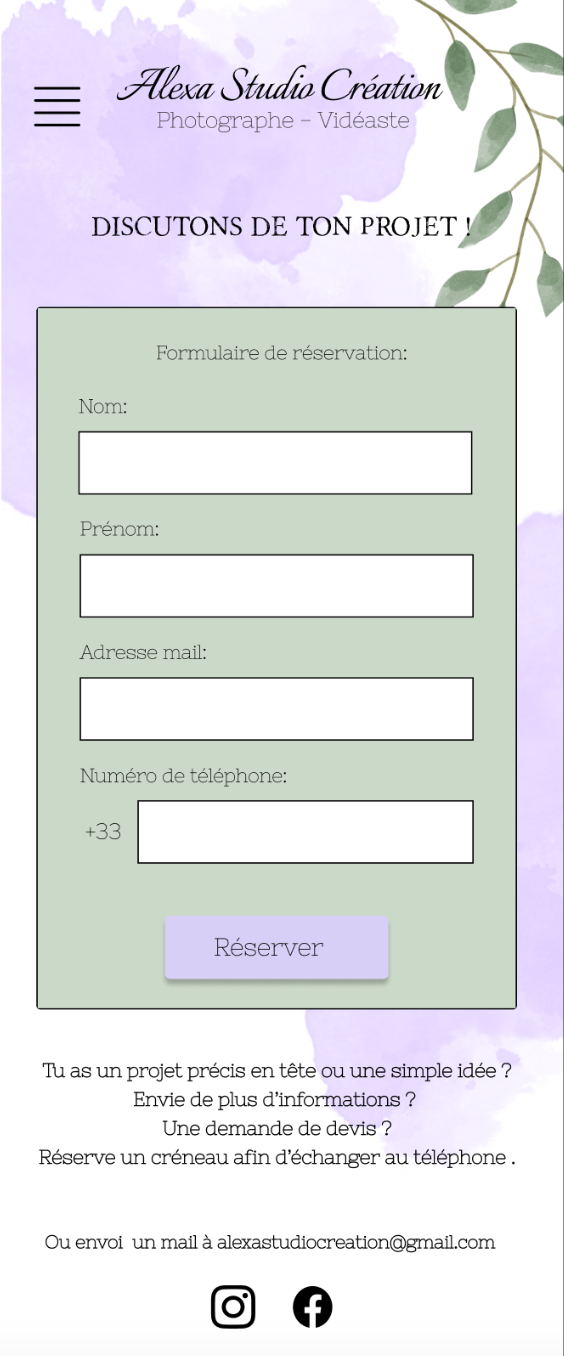 Alexa Studio Création
Photographe - Vidéaste
DISCUTONS DE TON PROJET !
Formulaire de réservation:
Nom:
Prénom:
Adresse mail:
Numéro de téléphone:
+33
Réserver
Tu as un projet précis en tête ou une simple idée ?
Envie de plus d'informations ?
Une demande de devis ?
Réserve un créneau afin d'échanger au téléphone .
Ou envoi un mail à alexastudiocreation@gmail.com